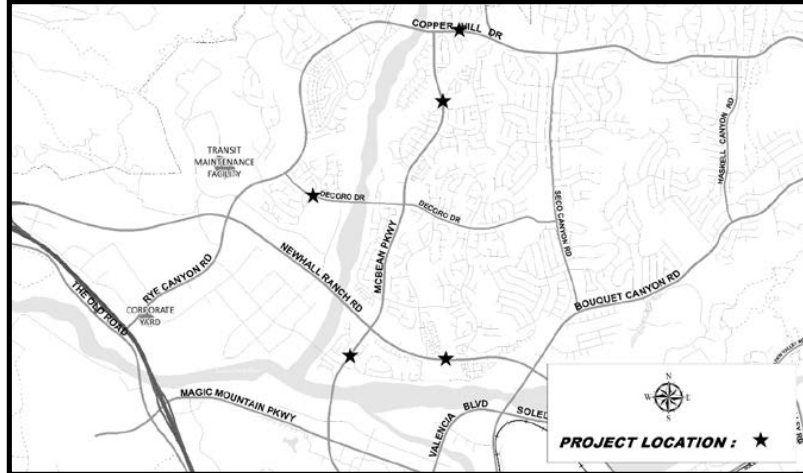 COPPER HILL DR
TRANSIT
MAINTENANCE
FACILITY
HASKELL CANYON RD
DECORO DR
DECORO DR
SECO CANYON RD
MCBEAN PKWY
NEWHALL RANCH RD
RYE CANYON RD
THE OLD ROAD
CORPORATE
YARD
BOUQUET CANYON RD
MAGIC MOUNTAIN PKWY
VALENCIA BLVD
SOLED
N
W E
S
PROJECT LOCATION :